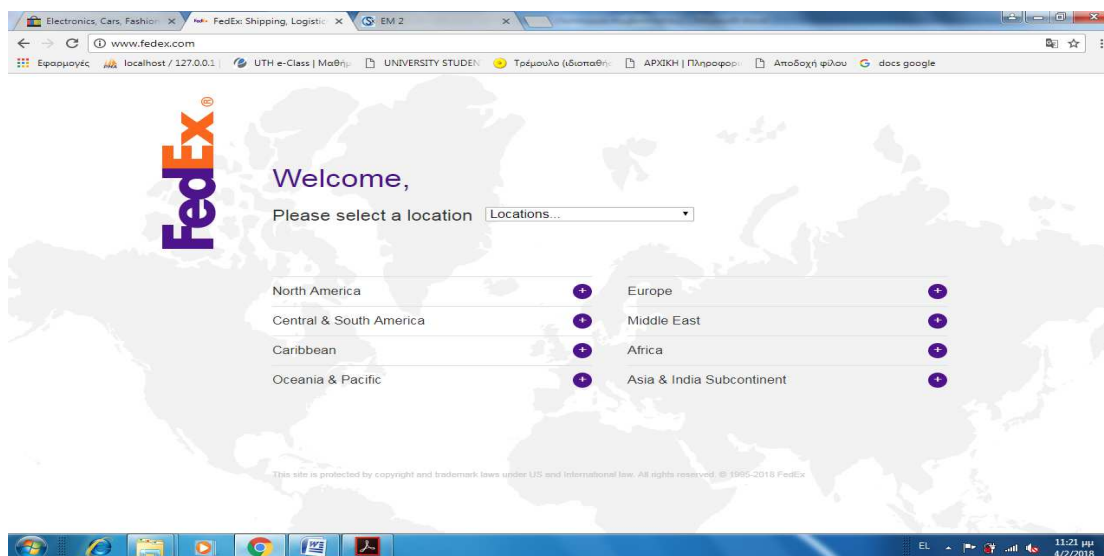 Electronics, Cars, Fashion
FedEx: Shipping, Logistic
EM 2
www.fedex.com
Εφαρμογές
localhost / 127.0.0.1
UTH e-Class | Μαθήμ
UNIVERSITY STUDEN
Τρέμουλο (ιδιοπαθή
ΑΡΧΙΚΗ | Πληροφορι
Αποδοχή φίλου
docs google
FedEx®
Welcome,
Please select a location Locations...
North America
Europe
Central & South America
Middle East
Caribbean
Africa
Oceania & Pacific
Asia & India Subcontinent
This site is protected by copyright and trademark laws under US and International law. All rights reserved. © 1995-2018 FedEx
EL
11:21 μμ
4/2/2018